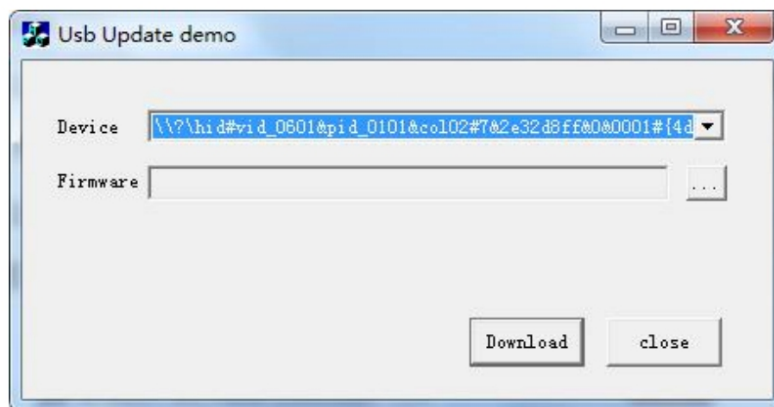 Usb Update demo
Device \\?\hid#vid_0601&pid_0101&col02#7&2e32d8ff&0&0001#{4d
Firmware ...
Download close